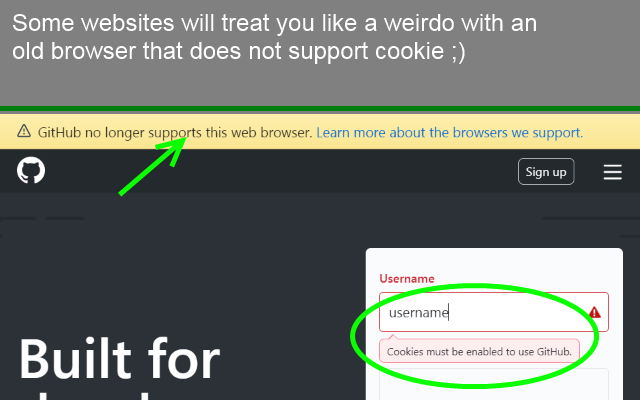 Some websites will treat you like a weirdo with an
old browser that does not support cookie ;)
GitHub no longer supports this web browser. Learn more about the browsers we support.
Sign up
Username
username
Cookies must be enabled to use GitHub.
Built for